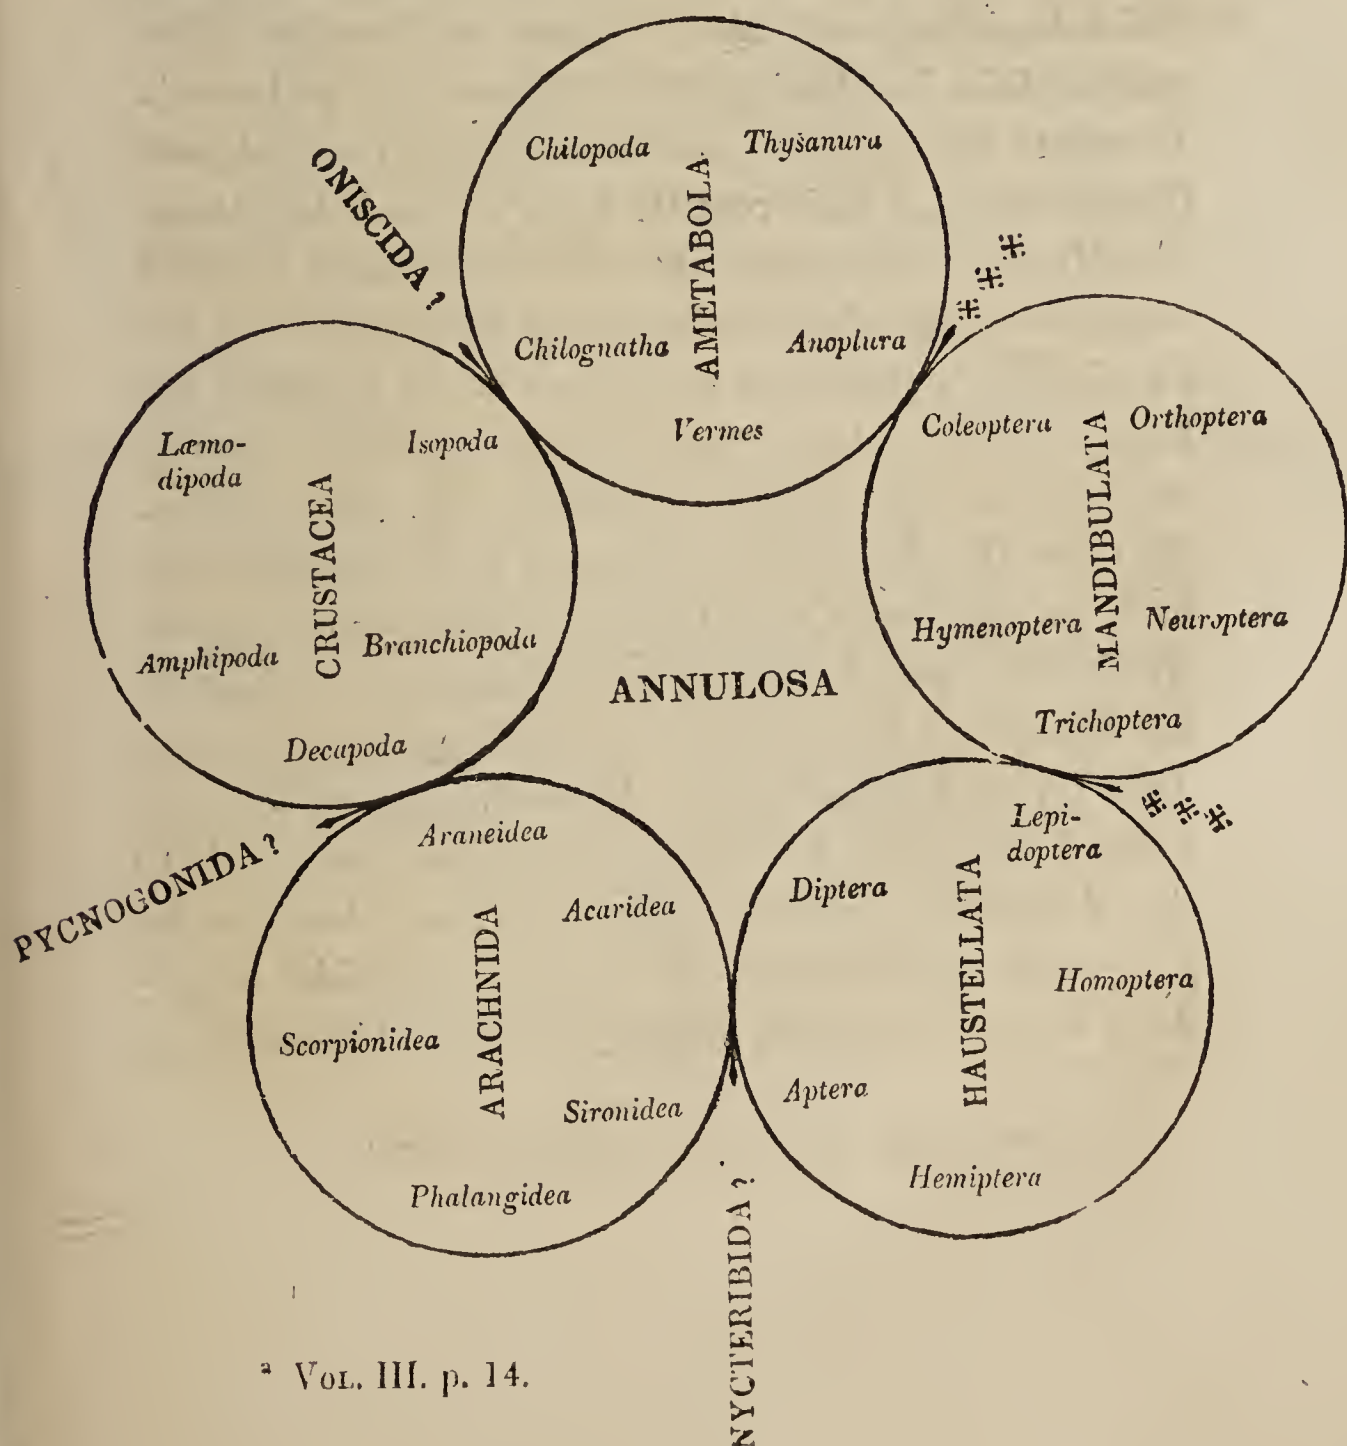 Chilopoda
Thysanura
AMETABOLA
Chilognatha
Anoplura
Vermes
ONISCIDA?
⁂
Læmo-
dipoda
Isopoda
CRUSTACEA
Amphipoda
Branchiopoda
Decapoda
Coleoptera
Orthoptera
MANDIBULATA
Hymenoptera
Neuroptera
Trichoptera
ANNULOSA
PYCNOGONIDA?
Araneidea
Acaridea
ARACHNIDA
Scorpionidea
Sironidea
Phalangidea
Lepi-
doptera
Diptera
HAUSTELLATA
Homoptera
Aptera
Hemiptera
NYCTERIBIDA?
ª VOL. III. p. 14.